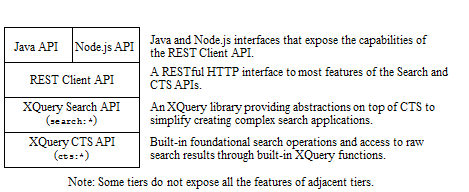 Java API Node.js API Java and Node.js interfaces that expose the capabilities of
the REST Client API.
REST Client API A RESTful HTTP interface to most features of the Search and
CTS APIs.
XQuery Search API An XQuery library providing abstractions on top of CTS to
(search:*) simplify creating complex search applications.
XQuery CTS API Built-in foundational search operations and access to raw
(cts:*) search results through built-in XQuery functions.
Note: Some tiers do not expose all the features of adjacent tiers.